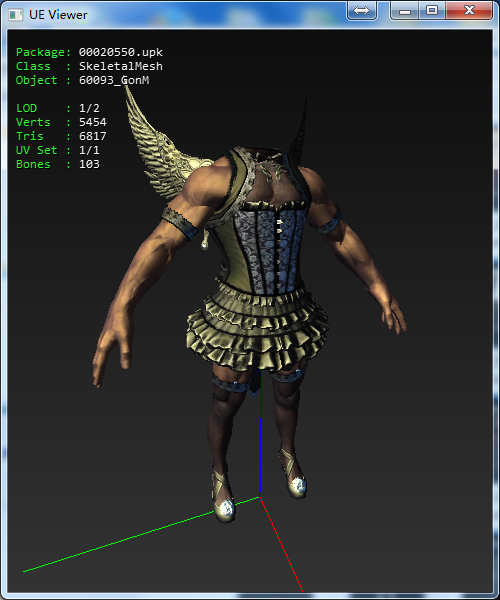 UE Viewer
Package: 00020550.upk
Class : SkeletalMesh
Object : 60093_GonM
LOD : 1/2
Verts : 5454
Tris : 6817
UV Set : 1/1
Bones : 103